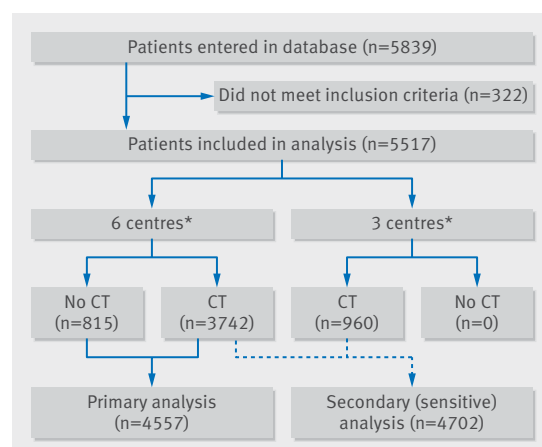 Patients entered in database (n=5839)
Did not meet inclusion criteria (n=322)
Patients included in analysis (n=5517)
6 centres*
3 centres*
No CT
(n=815)
CT
(n=3742)
CT
(n=960)
No CT
(n=0)
Primary analysis
(n=4557)
Secondary (sensitive)
analysis (n=4702)